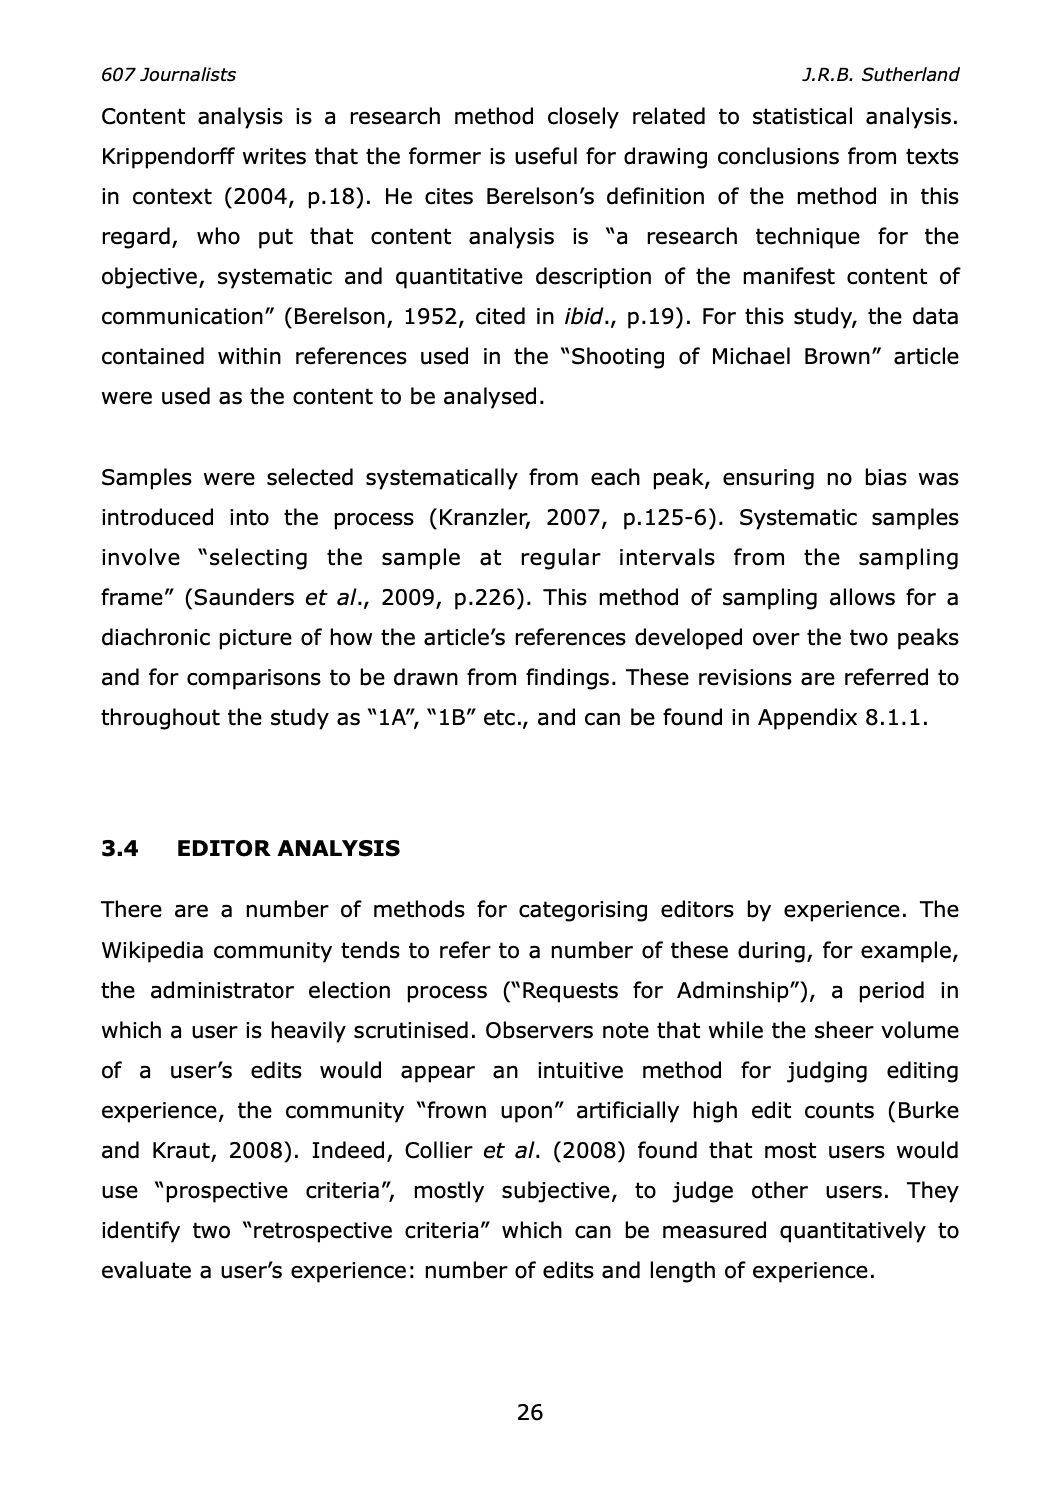 607 Journalists J.R.B. Sutherland
Content analysis is a research method closely related to statistical analysis.
Krippendorff writes that the former is useful for drawing conclusions from texts
in context (2004, p.18). He cites Berelson’s definition of the method in this
regard, who put that content analysis is “a research technique for the
objective, systematic and quantitative description of the manifest content of
communication” (Berelson, 1952, cited in ibid., p.19). For this study, the data
contained within references used in the “Shooting of Michael Brown” article
were used as the content to be analysed.
Samples were selected systematically from each peak, ensuring no bias was
introduced into the process (Kranzler, 2007, p.125-6). Systematic samples
involve “selecting the sample at regular intervals from the sampling
frame” (Saunders et al., 2009, p.226). This method of sampling allows for a
diachronic picture of how the article’s references developed over the two peaks
and for comparisons to be drawn from findings. These revisions are referred to
throughout the study as “1A”, “1B” etc., and can be found in Appendix 8.1.1.
3.4 EDITOR ANALYSIS
There are a number of methods for categorising editors by experience. The
Wikipedia community tends to refer to a number of these during, for example,
the administrator election process (“Requests for Adminship”), a period in
which a user is heavily scrutinised. Observers note that while the sheer volume
of a user’s edits would appear an intuitive method for judging editing
experience, the community “frown upon” artificially high edit counts (Burke
and Kraut, 2008). Indeed, Collier et al. (2008) found that most users would
use “prospective criteria”, mostly subjective, to judge other users. They
identify two “retrospective criteria” which can be measured quantitatively to
evaluate a user’s experience: number of edits and length of experience.
26